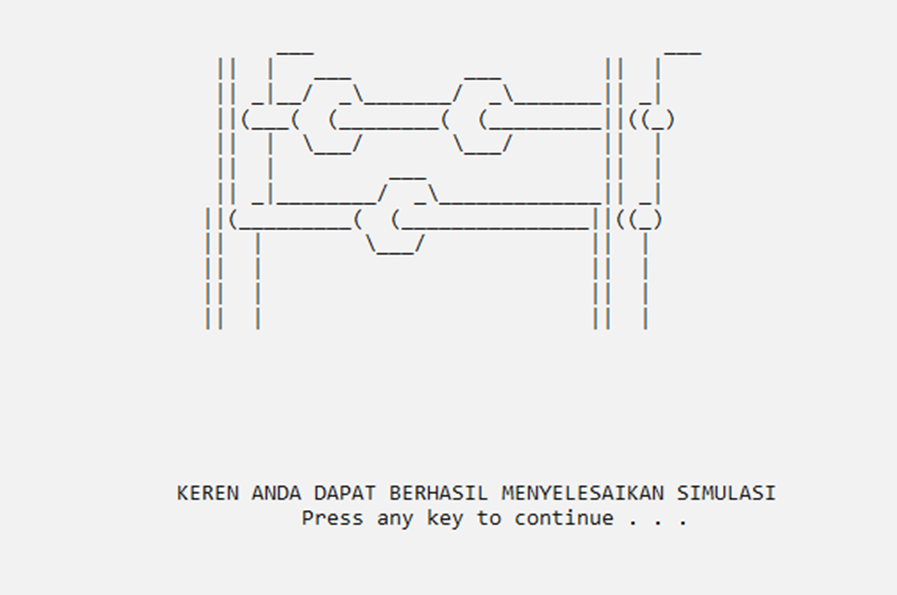 KEREN ANDA DAPAT BERHASIL MENYELESAIKAN SIMULASI
Press any key to continue . . .